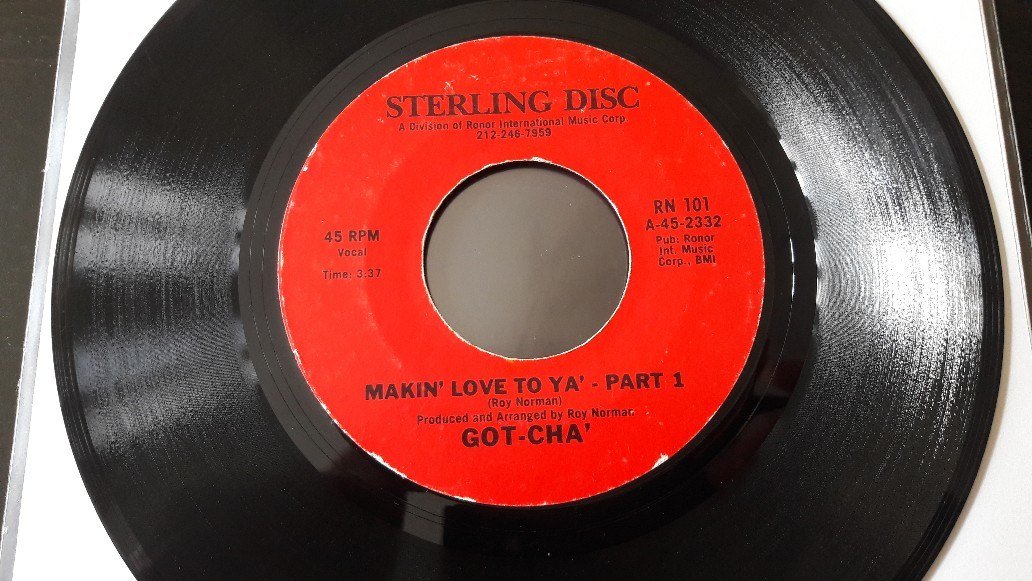 STERLING DISC
A Division of Ronor International Music Corp.
212-246-7959
45 RPM
Vocal
Time: 3:37
RN 101
A-45-2332
Pub: Ronor
Int. Music
Corp., BMI
MAKIN' LOVE TO YA' - PART 1
(Roy Norman)
Produced and Arranged by Roy Norman
GOT-CHA'